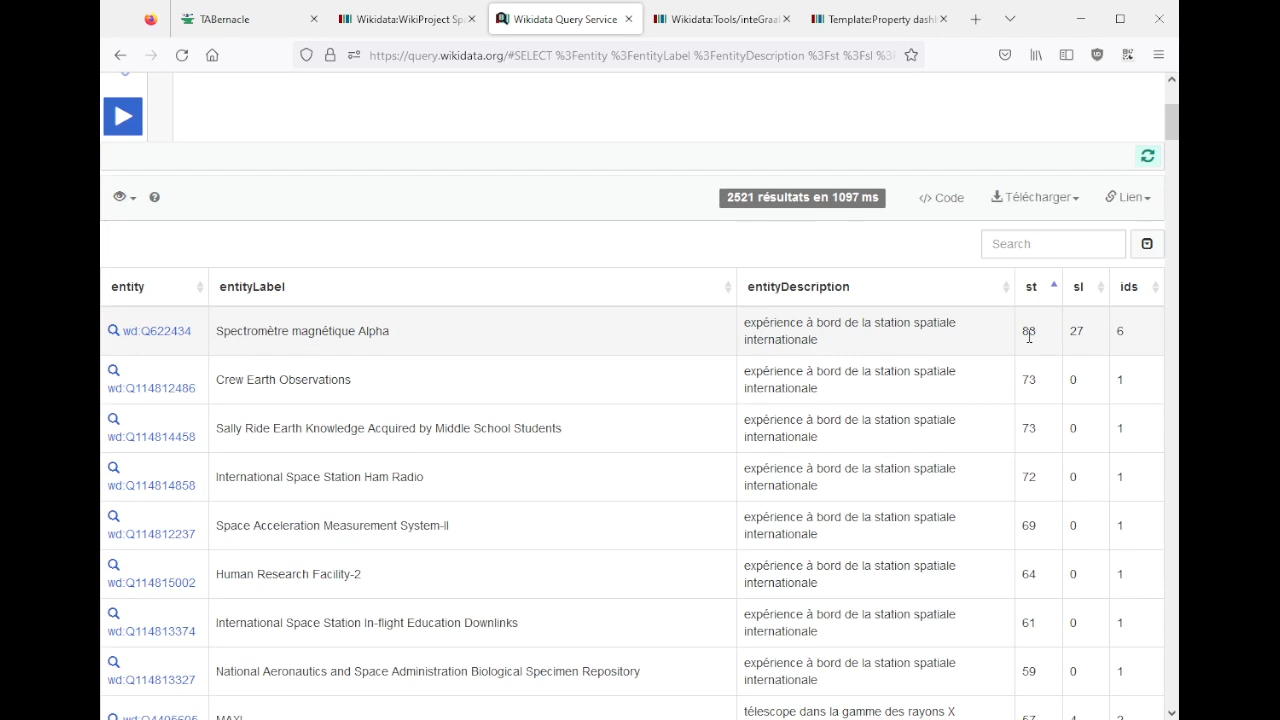 TABernacle
Wikidata:WikiProject Sp
Wikidata Query Service
Wikidata:Tools/inteGraal
Template:Property dashl
https://query.wikidata.org/#SELECT %3Fentity %3FentityLabel %3FentityDescription %3Fst %3Fsl %3
2521 résultats en 1097 ms
</> Code
Télécharger
Lien
Search
entity entityLabel entityDescription st sl ids
wd:Q622434 Spectromètre magnétique Alpha expérience à bord de la station spatiale internationale 83 27 6
wd:Q114812486 Crew Earth Observations expérience à bord de la station spatiale internationale 73 0 1
wd:Q114814458 Sally Ride Earth Knowledge Acquired by Middle School Students expérience à bord de la station spatiale internationale 73 0 1
wd:Q114814858 International Space Station Ham Radio expérience à bord de la station spatiale internationale 72 0 1
wd:Q114812237 Space Acceleration Measurement System-II expérience à bord de la station spatiale internationale 69 0 1
wd:Q114815002 Human Research Facility-2 expérience à bord de la station spatiale internationale 64 0 1
wd:Q114813374 International Space Station In-flight Education Downlinks expérience à bord de la station spatiale internationale 61 0 1
wd:Q114813327 National Aeronautics and Space Administration Biological Specimen Repository expérience à bord de la station spatiale internationale 59 0 1
MAXI télescope dans la gamme des rayons X